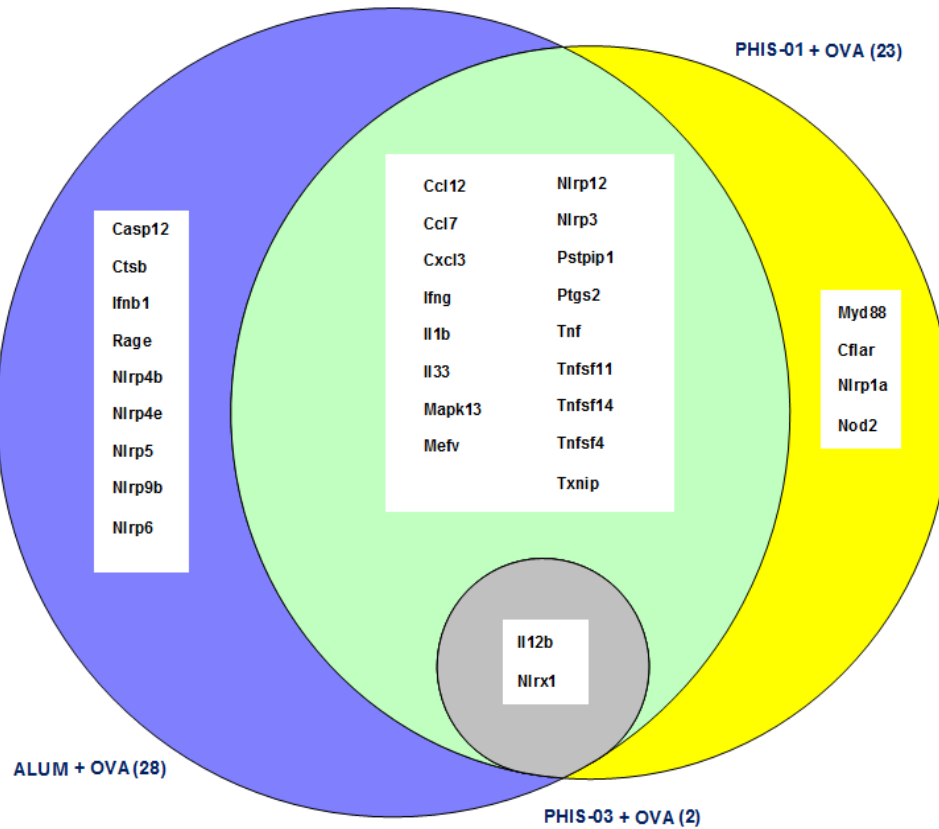 PHIS-01 + OVA (23)
Casp12
Ctsb
Ifnb1
Rage
Nlrp4b
Nlrp4e
Nlrp5
Nlrp9b
Nlrp6
Ccl12
Ccl7
Cxcl3
Ifng
Il1b
Il33
Mapk13
Mefv
Nlrp12
Nlrp3
Pstpip1
Ptgs2
Tnf
Tnfsf11
Tnfsf14
Tnfsf4
Txnip
Myd88
Cflar
Nlrp1a
Nod2
Il12b
Nlrx1
ALUM + OVA (28)
PHIS-03 + OVA (2)